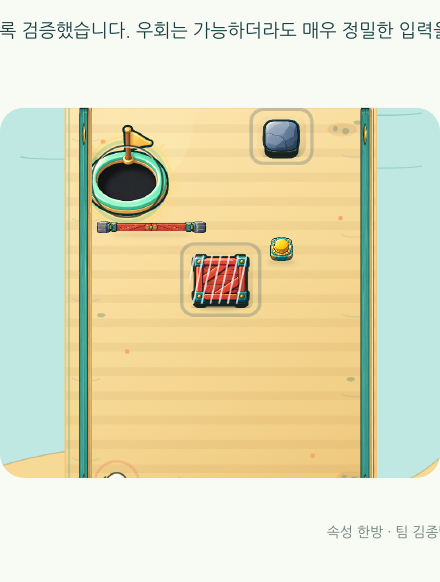 록 검증했습니다. 우회는 가능하더라도 매우 정밀한 입력을
속성 한방 · 팀 김종